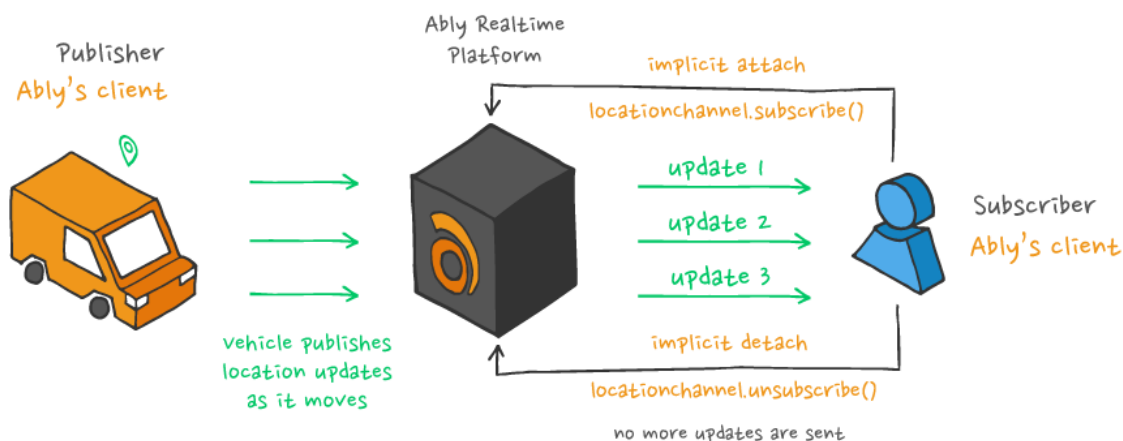 Publisher
Ably's client
Ably Realtime
Platform
implicit attach
locationchannel.subscribe()
update 1
update 2
update 3
Subscriber
Ably's client
vehicle publishes
location updates
as it moves
implicit detach
locationchannel.unsubscribe()
no more updates are sent